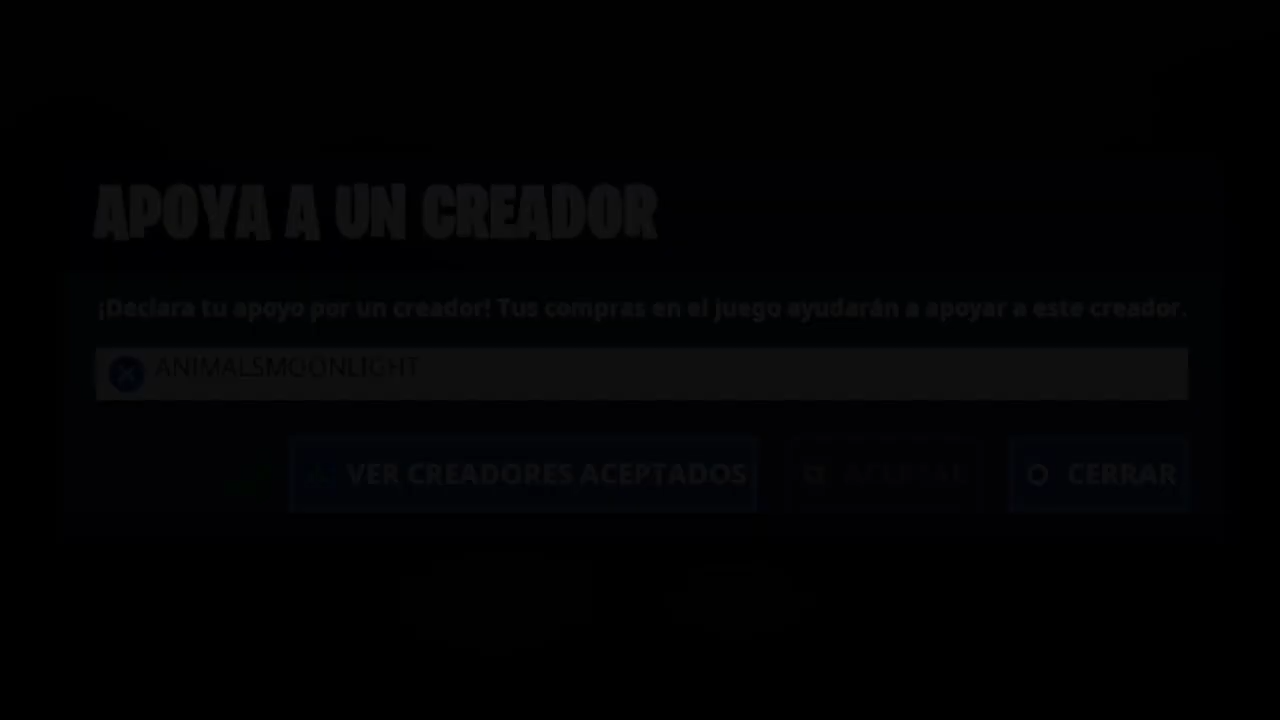 APOYA A UN CREADOR
¡Declara tu apoyo por un creador! Tus compras en el juego ayudarán a apoyar a este creador.
ANIMALSMOONLIGHT
VER CREADORES ACEPTADOS
ACEPTAR
CERRAR